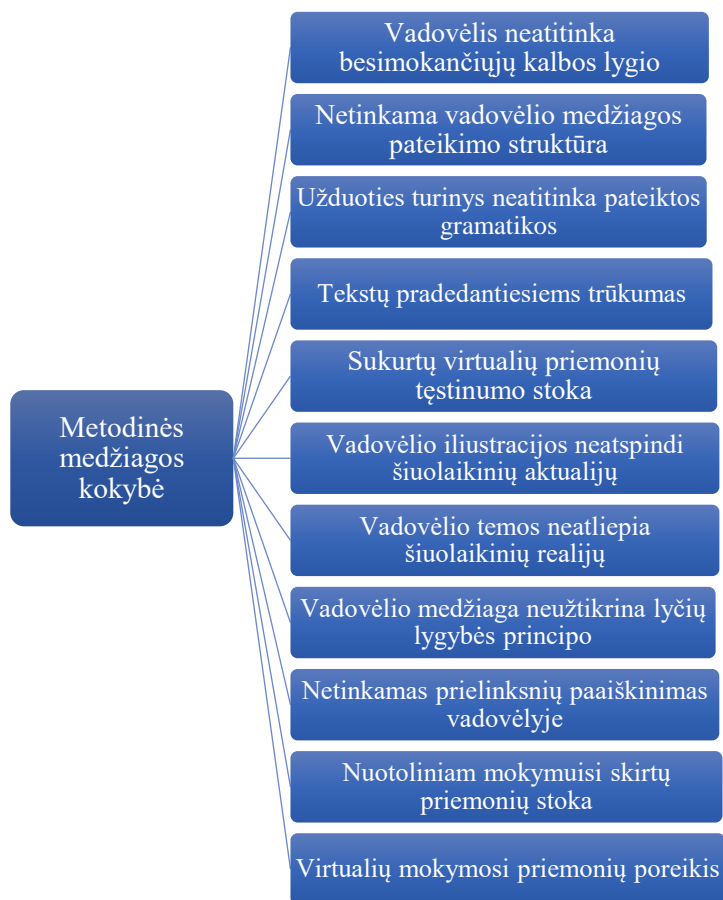 Vadovėlis neatitinka
besimokančiųjų kalbos lygio
Netinkama vadovėlio medžiagos
pateikimo struktūra
Užduoties turinys neatitinka pateiktos
gramatikos
Tekstų pradedantiesiems trūkumas
Sukurtų virtualių priemonių
tęstinumo stoka
Metodinės
medžiagos
kokybė
Vadovėlio iliustracijos neatspindi
šiuolaikinių aktualijų
Vadovėlio temos neatliepia
šiuolaikinių realijų
Vadovėlio medžiaga neužtikrina lyčių
lygybės principo
Netinkamas prielinksnių paaiškinimas
vadovėlyje
Nuotoliniam mokymuisi skirtų
priemonių stoka
Virtualių mokymosi priemonių poreikis